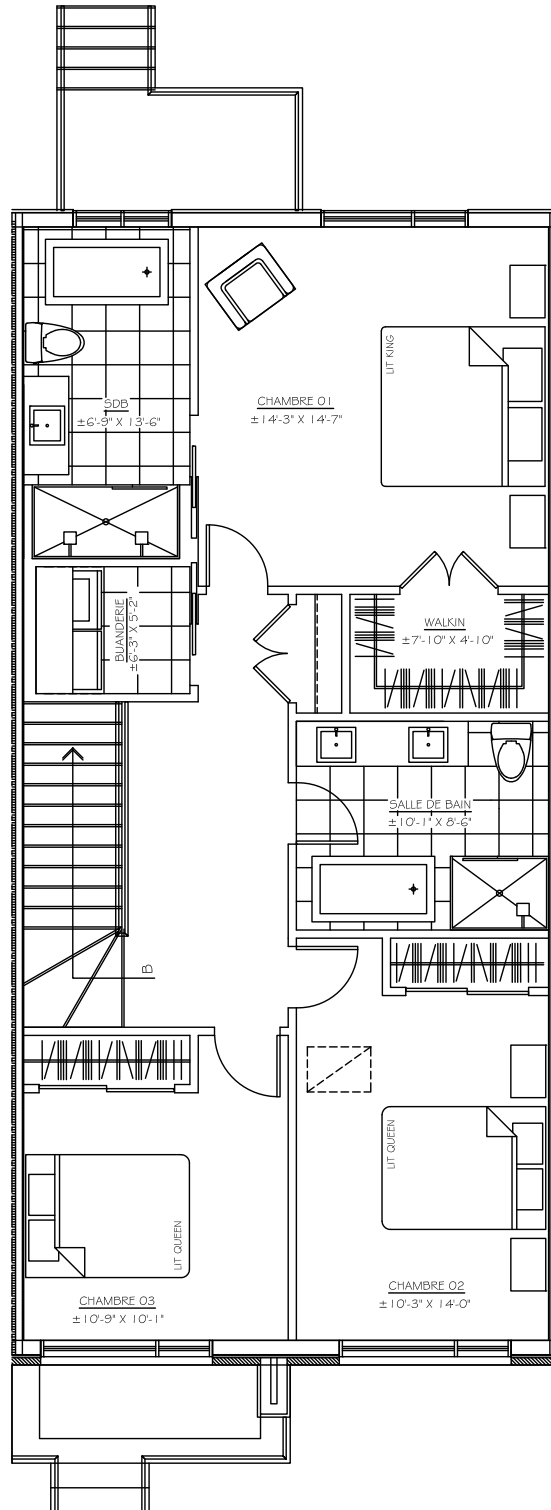 SDB
±6'-9" X 13'-6"
CHAMBRE 01
±14'-3" X 14'-7"
LIT KING
BUANDERIE
±6'-3" X 5'-2"
WALKIN
±7'-10" X 4'-10"
SALLE DE BAIN
±10'-1" X 8'-6"
B
LIT QUEEN
CHAMBRE 02
±10'-3" X 14'-0"
LIT QUEEN
CHAMBRE 03
±10'-9" X 10'-1"